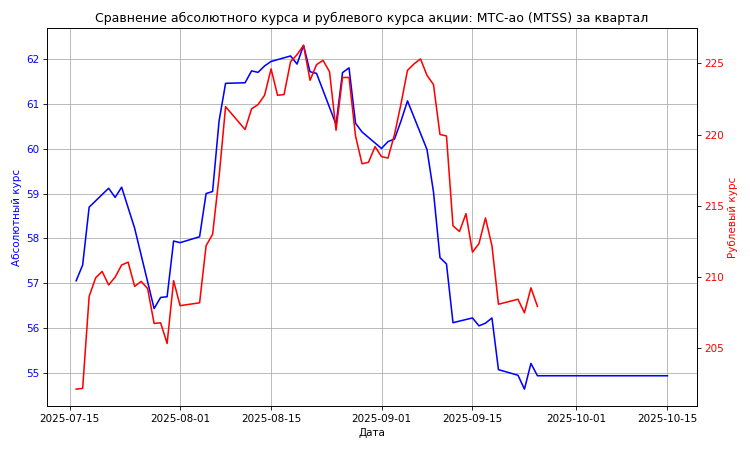 Сравнение абсолютного курса и рублевого курса акции: МТС-ао (MTSS) за квартал
62
61
60
59
58
57
56
55
Абсолютный курс
225
220
215
210
205
Рублевый курс
2025-07-15 2025-08-01 2025-08-15 2025-09-01 2025-09-15 2025-10-01 2025-10-15
Дата